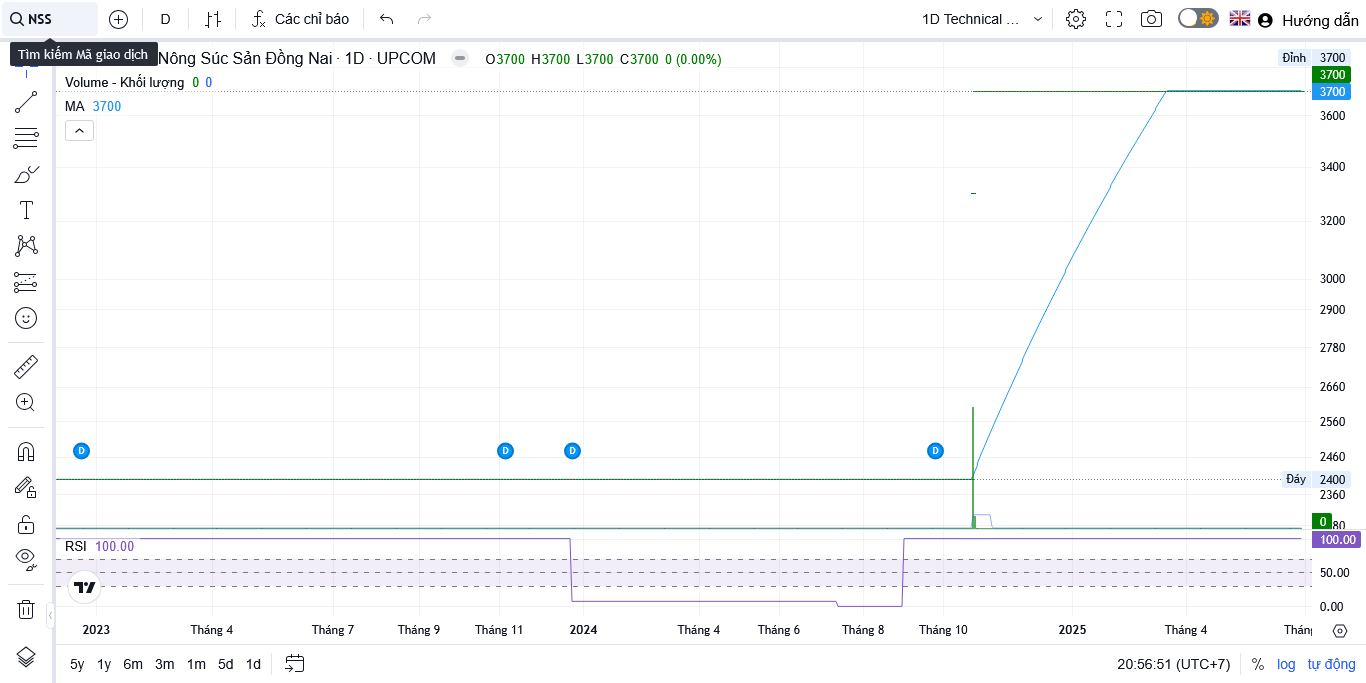 NSS
D
Các chỉ báo
1D Technical ...
Hướng dẫn
Tìm kiếm Mã giao dịch
Nông Súc Sản Đồng Nai · 1D · UPCOM
O3700 H3700 L3700 C3700 0 (0.00%)
Volume - Khối lượng 0 0
MA 3700
Đỉnh 3700
3700
3700
3600
3400
3200
3000
2900
2780
2660
2560
2460
Đáy 2400
2360
0
80
D
D
D
D
RSI 100.00
100.00
50.00
0.00
2023 Tháng 4 Tháng 7 Tháng 9 Tháng 11 2024 Tháng 4 Tháng 6 Tháng 8 Tháng 10 2025 Tháng 4
5y 1y 6m 3m 1m 5d 1d
20:56:51 (UTC+7) % log tự động